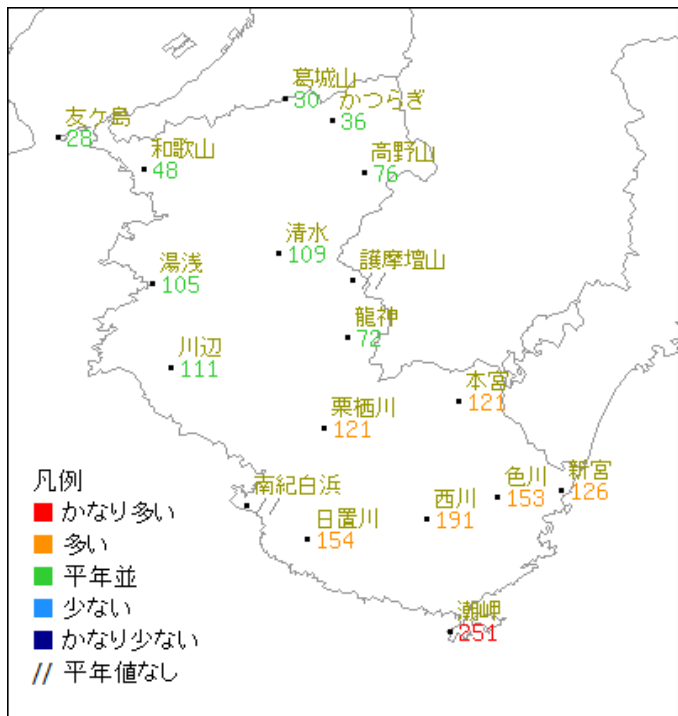 葛城山
30
かつらぎ
36
友ケ島
28
和歌山
48
高野山
76
清水
109
護摩壇山
//
湯浅
105
龍神
72
川辺
111
本宮
121
栗栖川
121
南紀白浜
//
色川
153
新宮
126
西川
191
日置川
154
潮岬
251
凡例
かなり多い
多い
平年並
少ない
かなり少ない
// 平年値なし